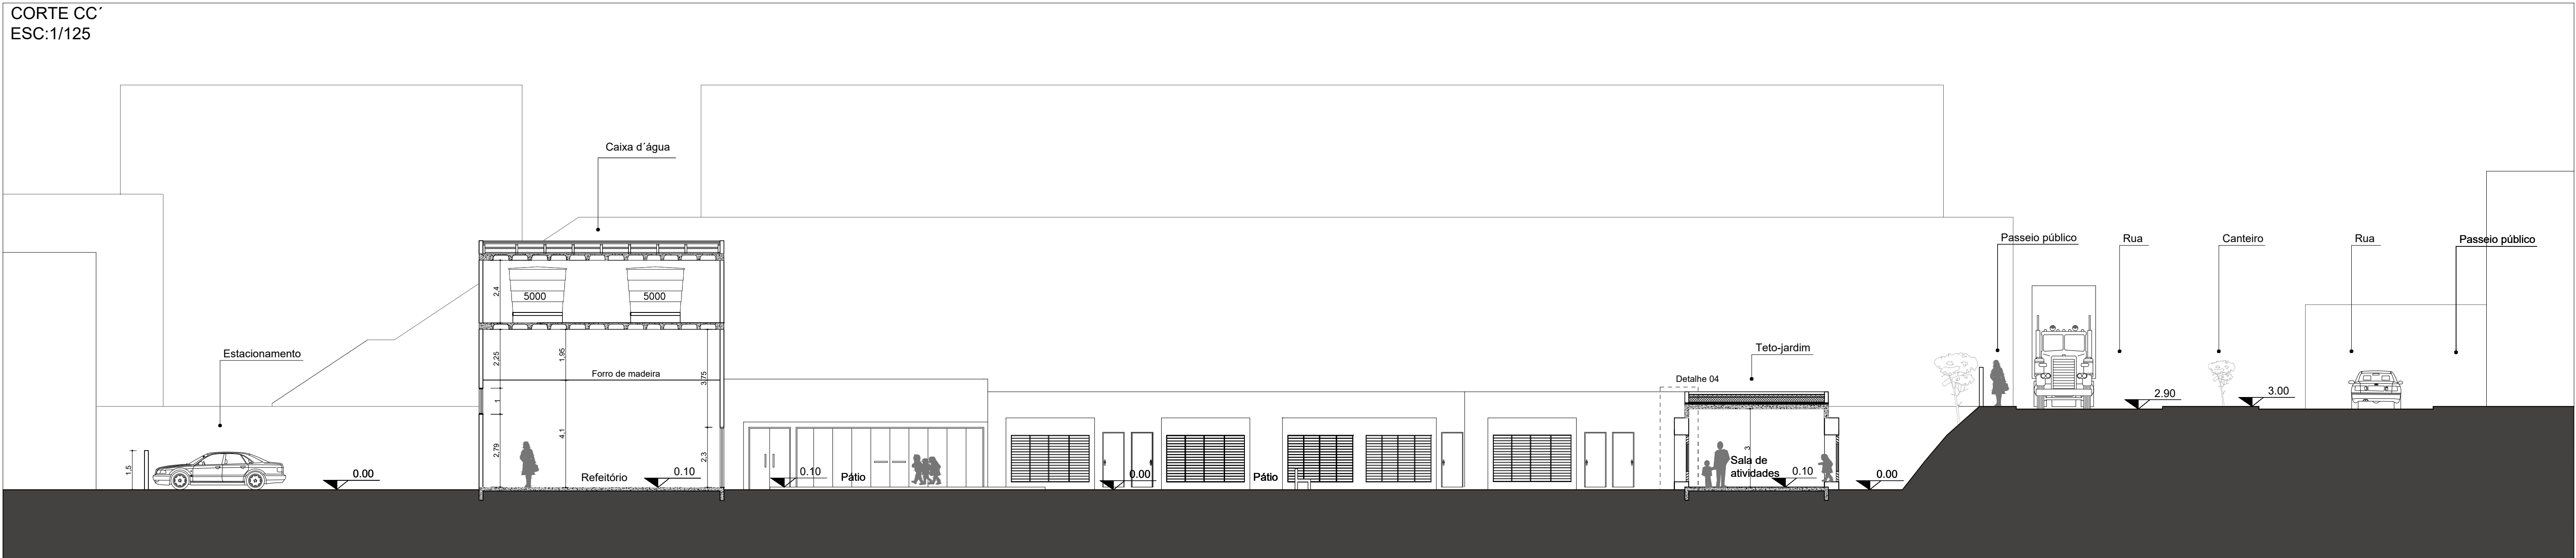 CORTE CC´
ESC:1/125
Caixa d´água
5000
5000
2,4
Estacionamento
2,25
1,95
3,75
Forro de madeira
1
2,79
4,1
2,3
1,5
0.00
Refeitório
0.10
0.10
Pátio
0.00
Pátio
Detalhe 04
Teto-jardim
3
Sala de
atividades
0.10
0.00
Passeio público
Rua
2.90
Canteiro
3.00
Rua
Passeio público